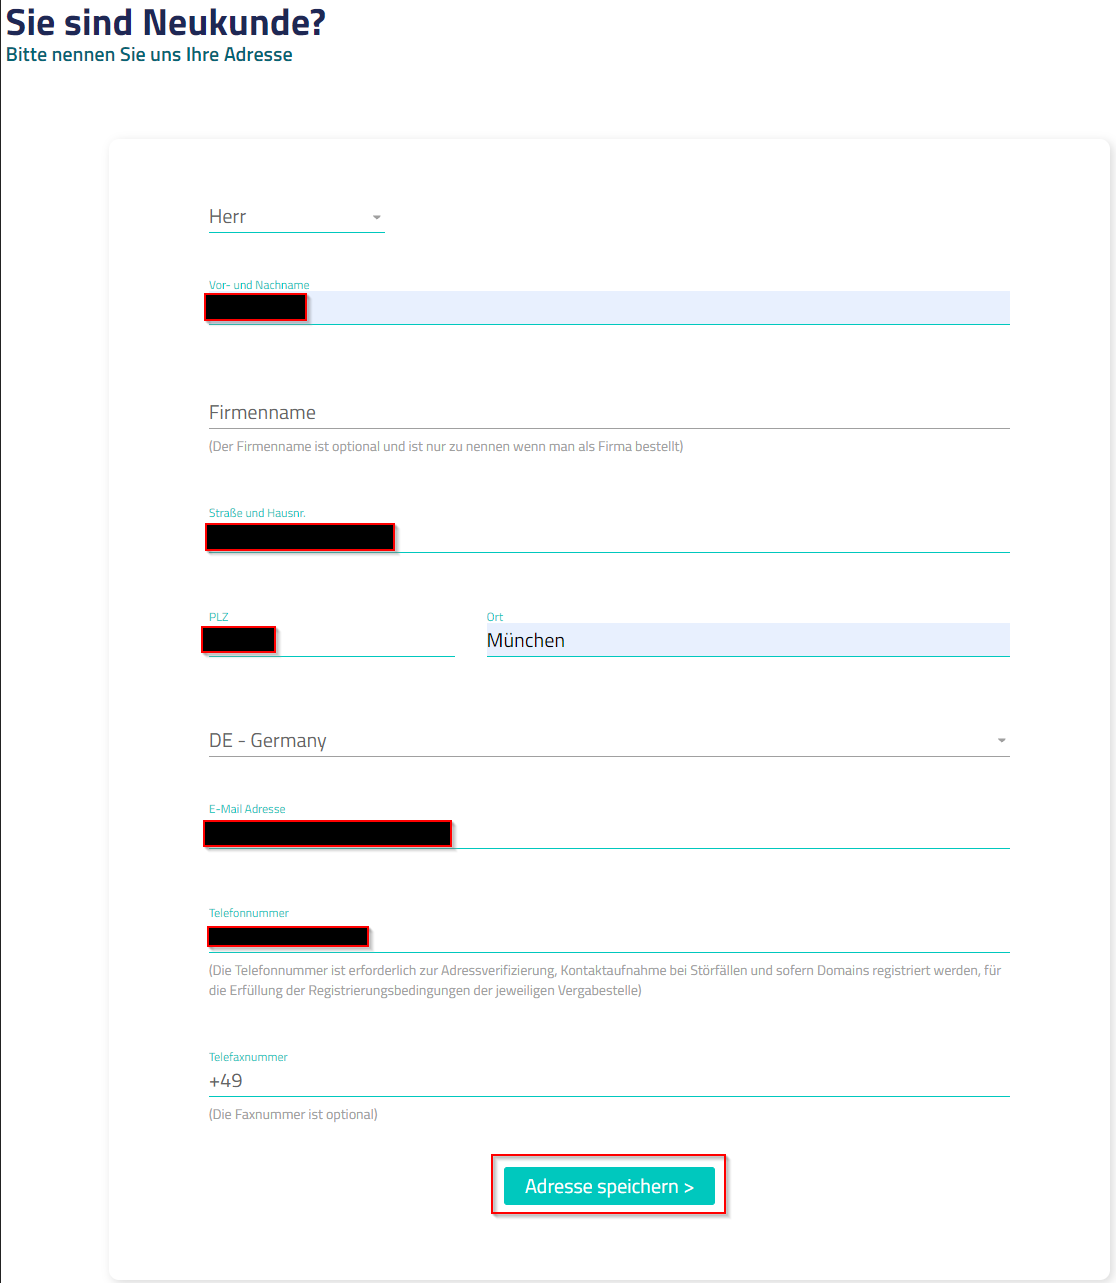 Sie sind Neukunde?
Bitte nennen Sie uns Ihre Adresse
Herr
Vor- und Nachname
Firmenname
(Der Firmenname ist optional und ist nur zu nennen wenn man als Firma bestellt)
Straße und Hausnr.
PLZ
Ort
München
DE - Germany
E-Mail Adresse
Telefonnummer
(Die Telefonnummer ist erforderlich zur Adressverifizierung, Kontaktaufnahme bei Störfällen und sofern Domains registriert werden, für
die Erfüllung der Registrierungsbedingungen der jeweiligen Vergabestelle)
Telefaxnummer
+49
(Die Faxnummer ist optional)
Adresse speichern >